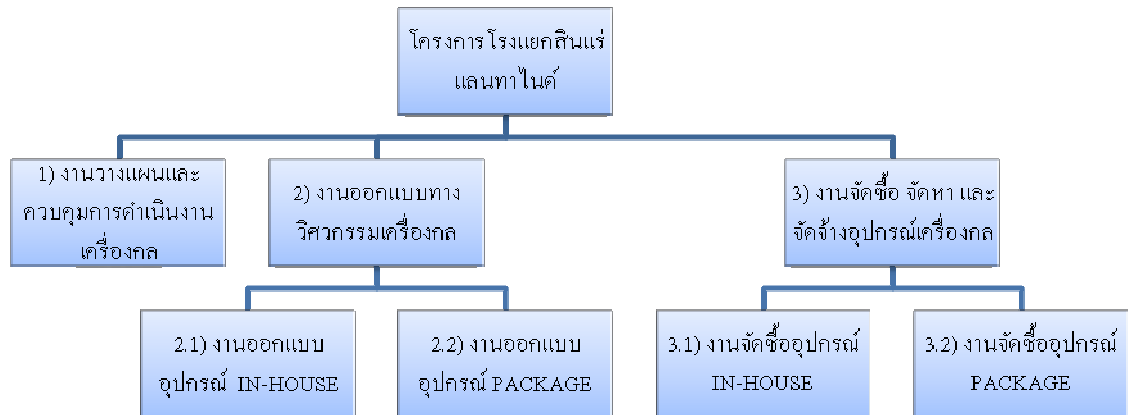 โครงการโรงแยกสินแร่
แลนทาไนด์
1) งานวางแผนและ
ควบคุมการดำเนินงาน
เครื่องกล
2) งานออกแบบทาง
วิศวกรรมเครื่องกล
3) งานจัดซื้อ จัดหา และ
จัดจ้างอุปกรณ์เครื่องกล
2.1) งานออกแบบ
อุปกรณ์ IN-HOUSE
2.2) งานออกแบบ
อุปกรณ์ PACKAGE
3.1) งานจัดซื้ออุปกรณ์
IN-HOUSE
3.2) งานจัดซื้ออุปกรณ์
PACKAGE